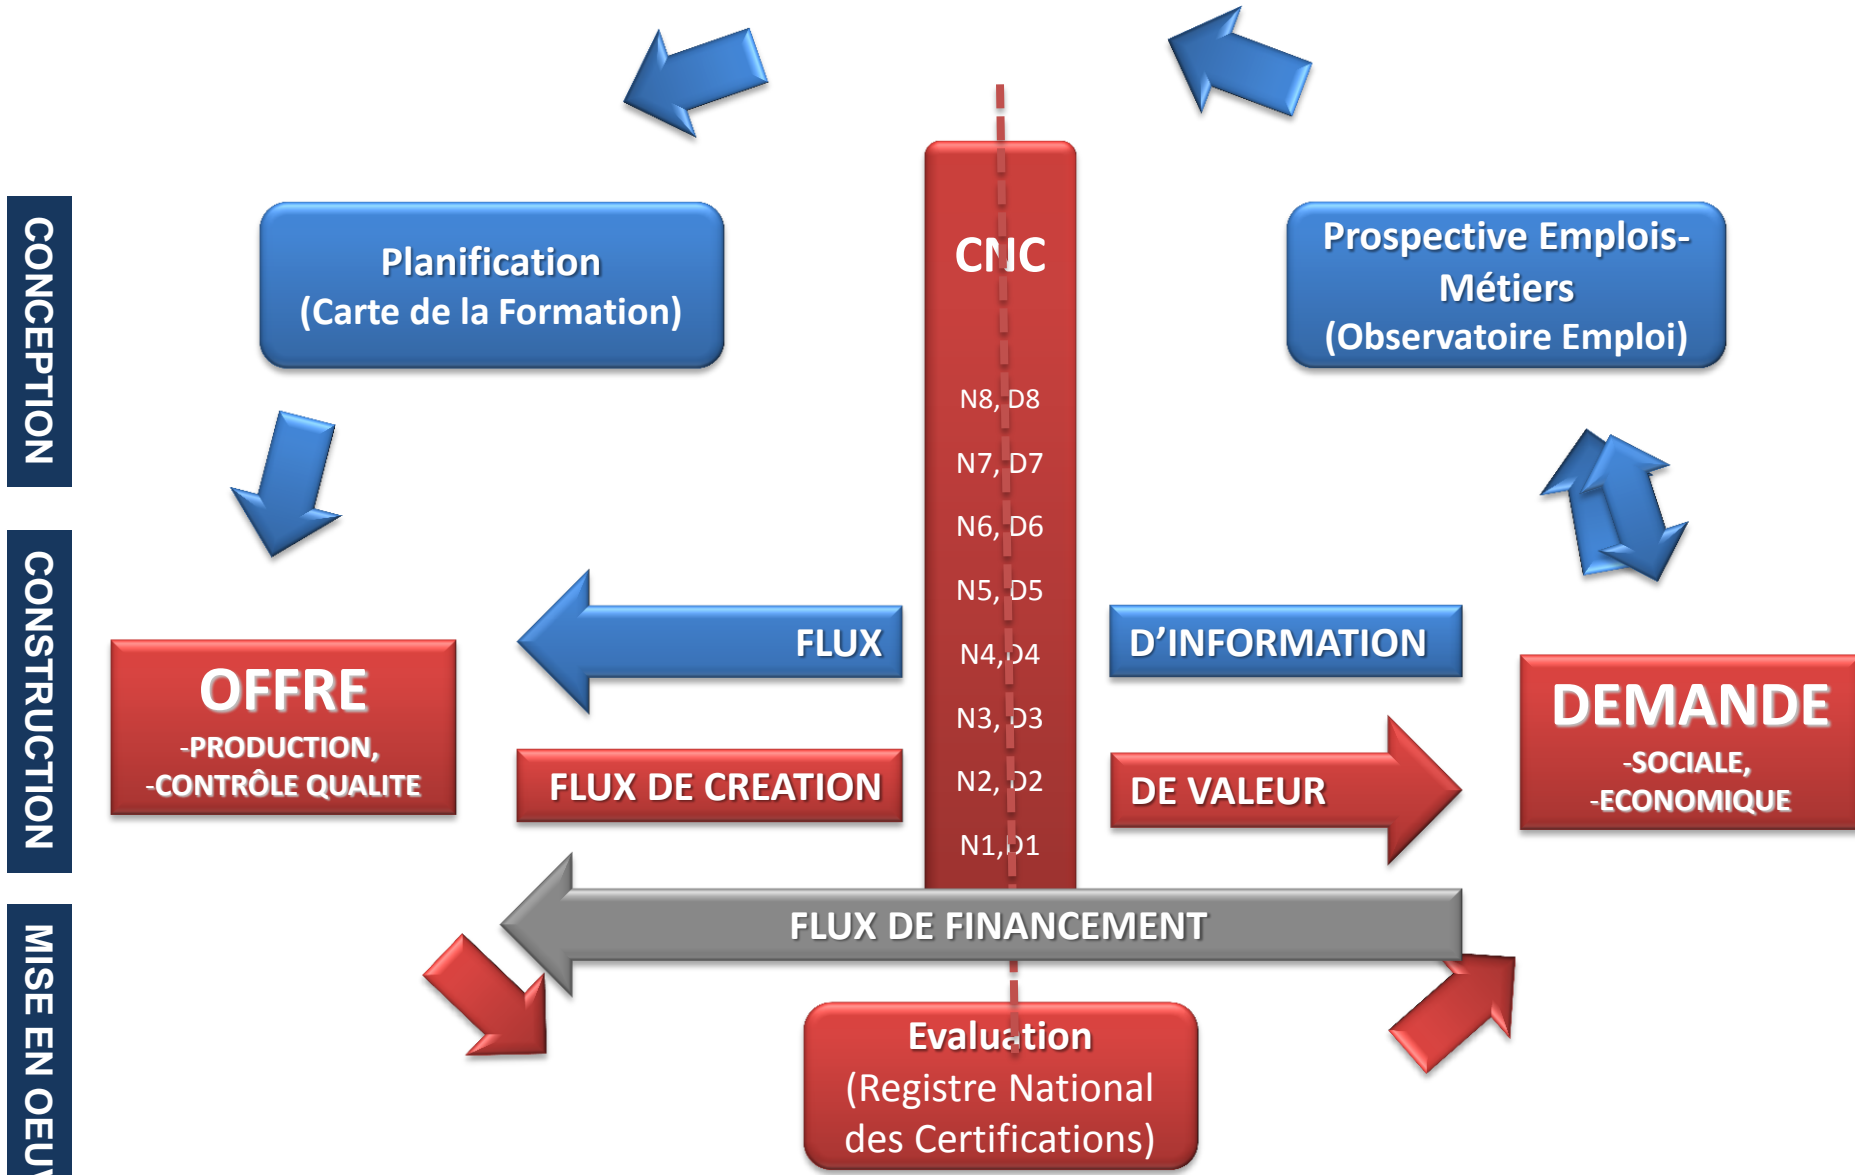 CONCEPTION
Planification
(Carte de la Formation)
CNC
Prospective Emplois-
Métiers
(Observatoire Emploi)
N8, D8
N7, D7
N6, D6
N5, D5
N4,D4
N3, D3
N2, D2
N1,D1
CONSTRUCTION
FLUX
D’INFORMATION
OFFRE
-PRODUCTION,
-CONTRÔLE QUALITE
DEMANDE
-SOCIALE,
-ECONOMIQUE
FLUX DE CREATION
DE VALEUR
FLUX DE FINANCEMENT
MISE EN OEUV
Evaluation
(Registre National
des Certifications)